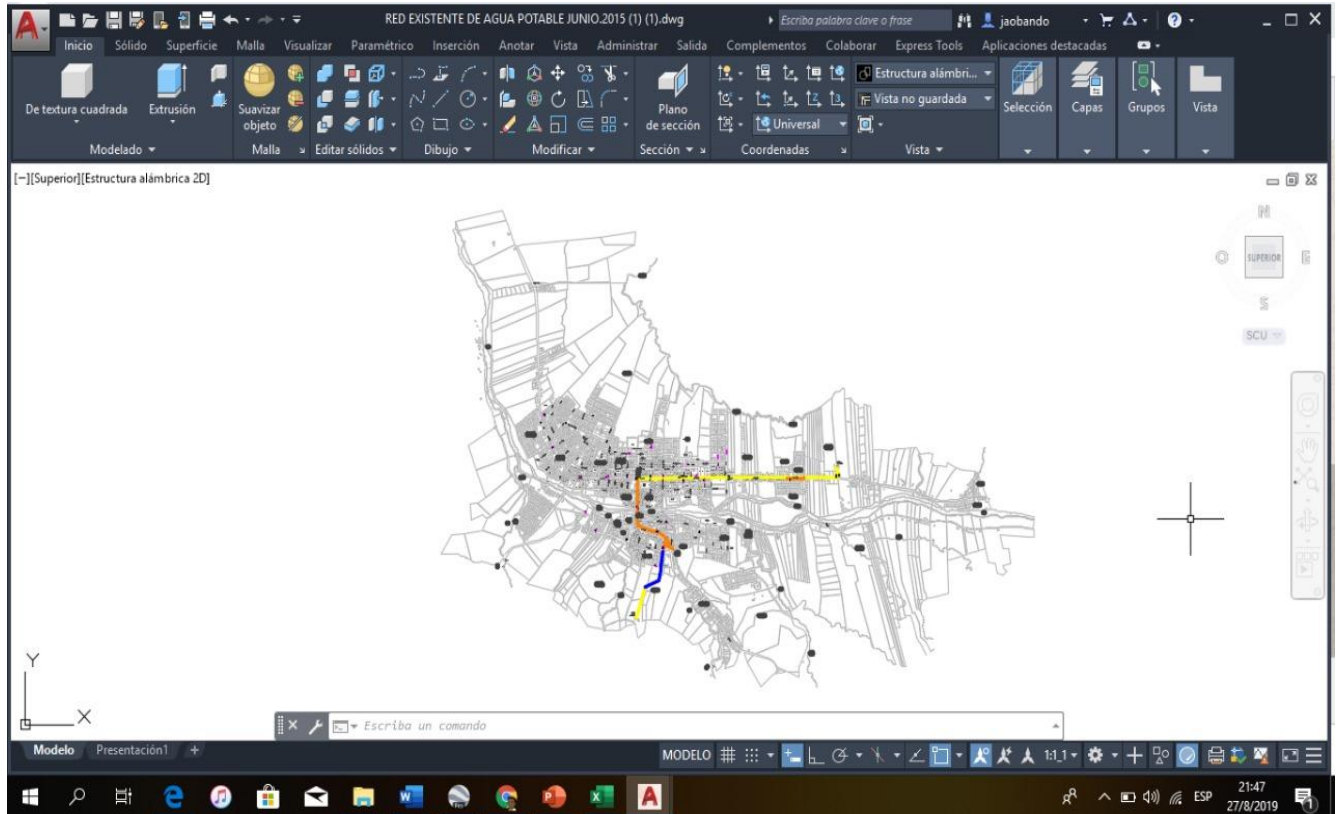 RED EXISTENTE DE AGUA POTABLE JUNIO.2015 (1) (1).dwg
Escriba palabra clave o frase
jaobando
Inicio Sólido Superficie Malla Visualizar Paramétrico Inserción Anotar Vista Administrar Salida Complementos Colaborar Express Tools Aplicaciones destacadas
De textura cuadrada
Extrusión
Suavizar objeto
Plano de sección
Universal
Estructura alámbri...
Vista no guardada
Selección
Capas
Grupos
Vista
Modelado Malla Editar sólidos Dibujo Modificar Sección Coordenadas Vista
[−][Superior][Estructura alámbrica 2D]
N
O SUPERIOR E
S
SCU
Y
X
Escriba un comando
Modelo Presentación1 +
MODELO
1:1_1
ESP
21:47
27/8/2019